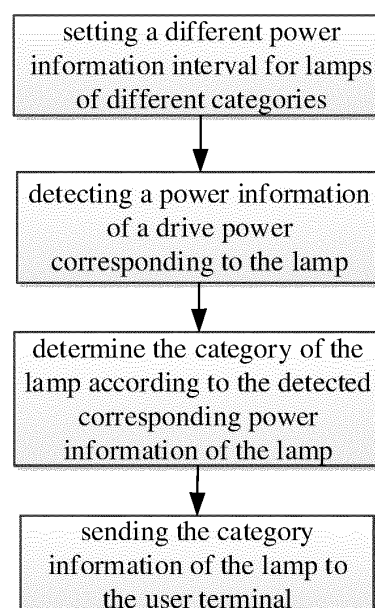 setting a different power
information interval for lamps
of different categories
detecting a power information
of a drive power
corresponding to the lamp
determine the category of the
lamp according to the detected
corresponding power
information of the lamp
sending the category
information of the lamp to
the user terminal